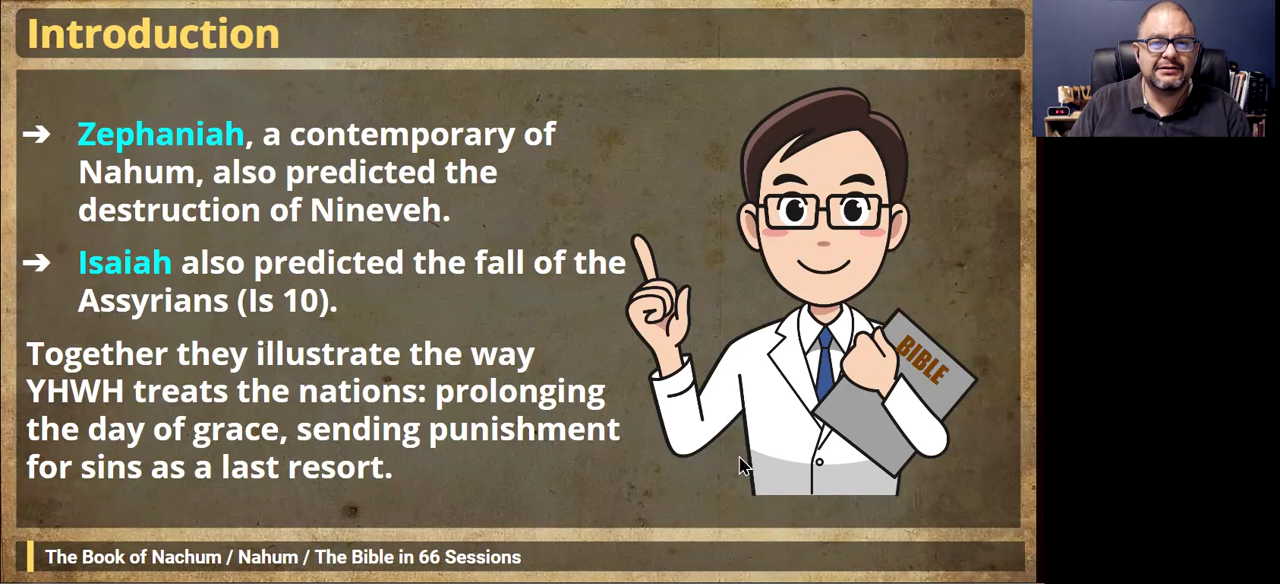 Introduction
➔ Zephaniah, a contemporary of
Nahum, also predicted the
destruction of Nineveh.
➔ Isaiah also predicted the fall of the
Assyrians (Is 10).
Together they illustrate the way
YHWH treats the nations: prolonging
the day of grace, sending punishment
for sins as a last resort.
BIBLE
The Book of Nachum / Nahum / The Bible in 66 Sessions